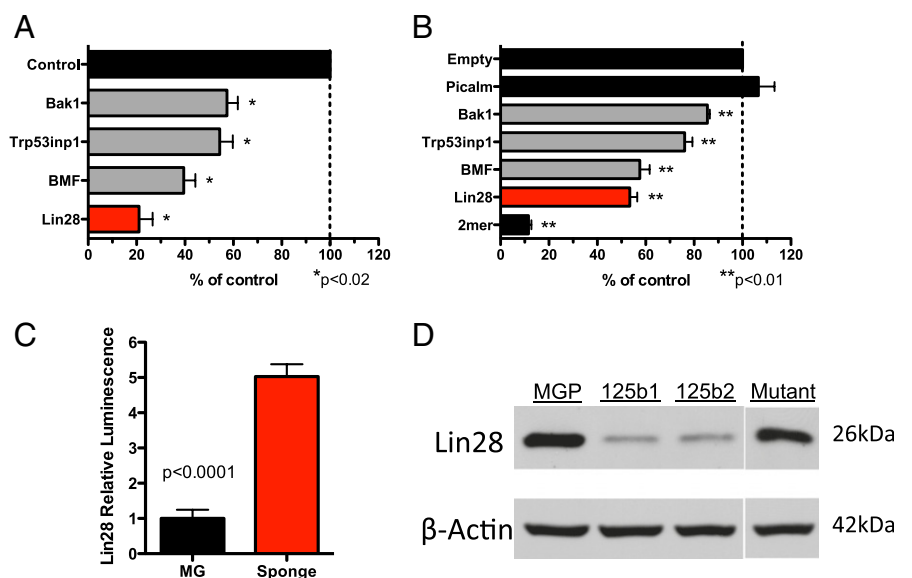 A
Control
Bak1
Trp53inp1
BMF
Lin28
* * * *
0 20 40 60 80 100 120
% of control
*p<0.02
B
Empty
Picalm
Bak1
Trp53inp1
BMF
Lin28
2mer
** ** ** ** **
0 20 40 60 80 100 120
% of control
**p<0.01
C
Lin28 Relative Luminescence
6
5
4
3
2
1
0
p<0.0001
MG Sponge
D
MGP 125b1 125b2 Mutant
Lin28 26kDa
β-Actin 42kDa